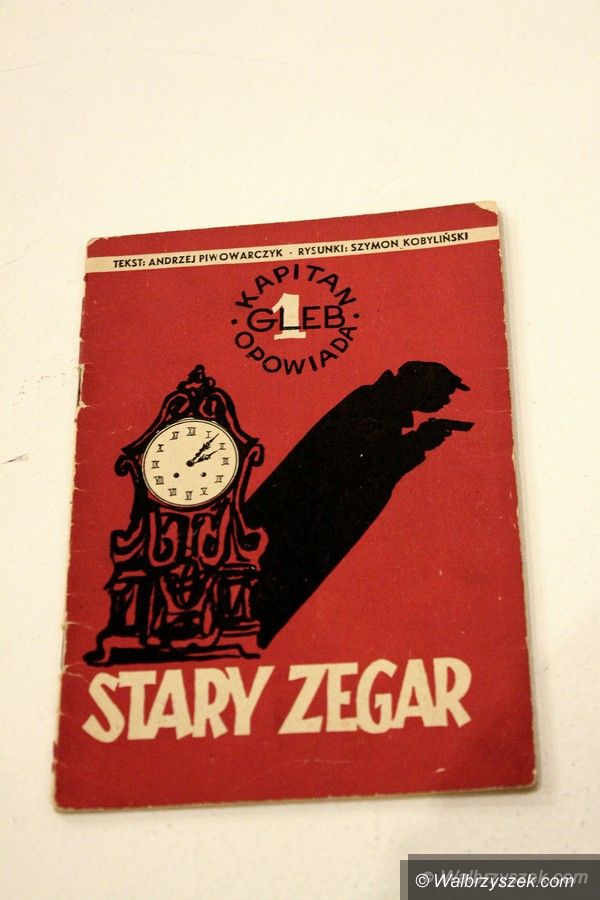 TEKST: ANDRZEJ PIWOWARCZYK · RYSUNKI: SZYMON KOBYLIŃSKI
KAPITAN
1
GLEB
OPOWIADA
STARY ZEGAR
© Walbrzyszek.com